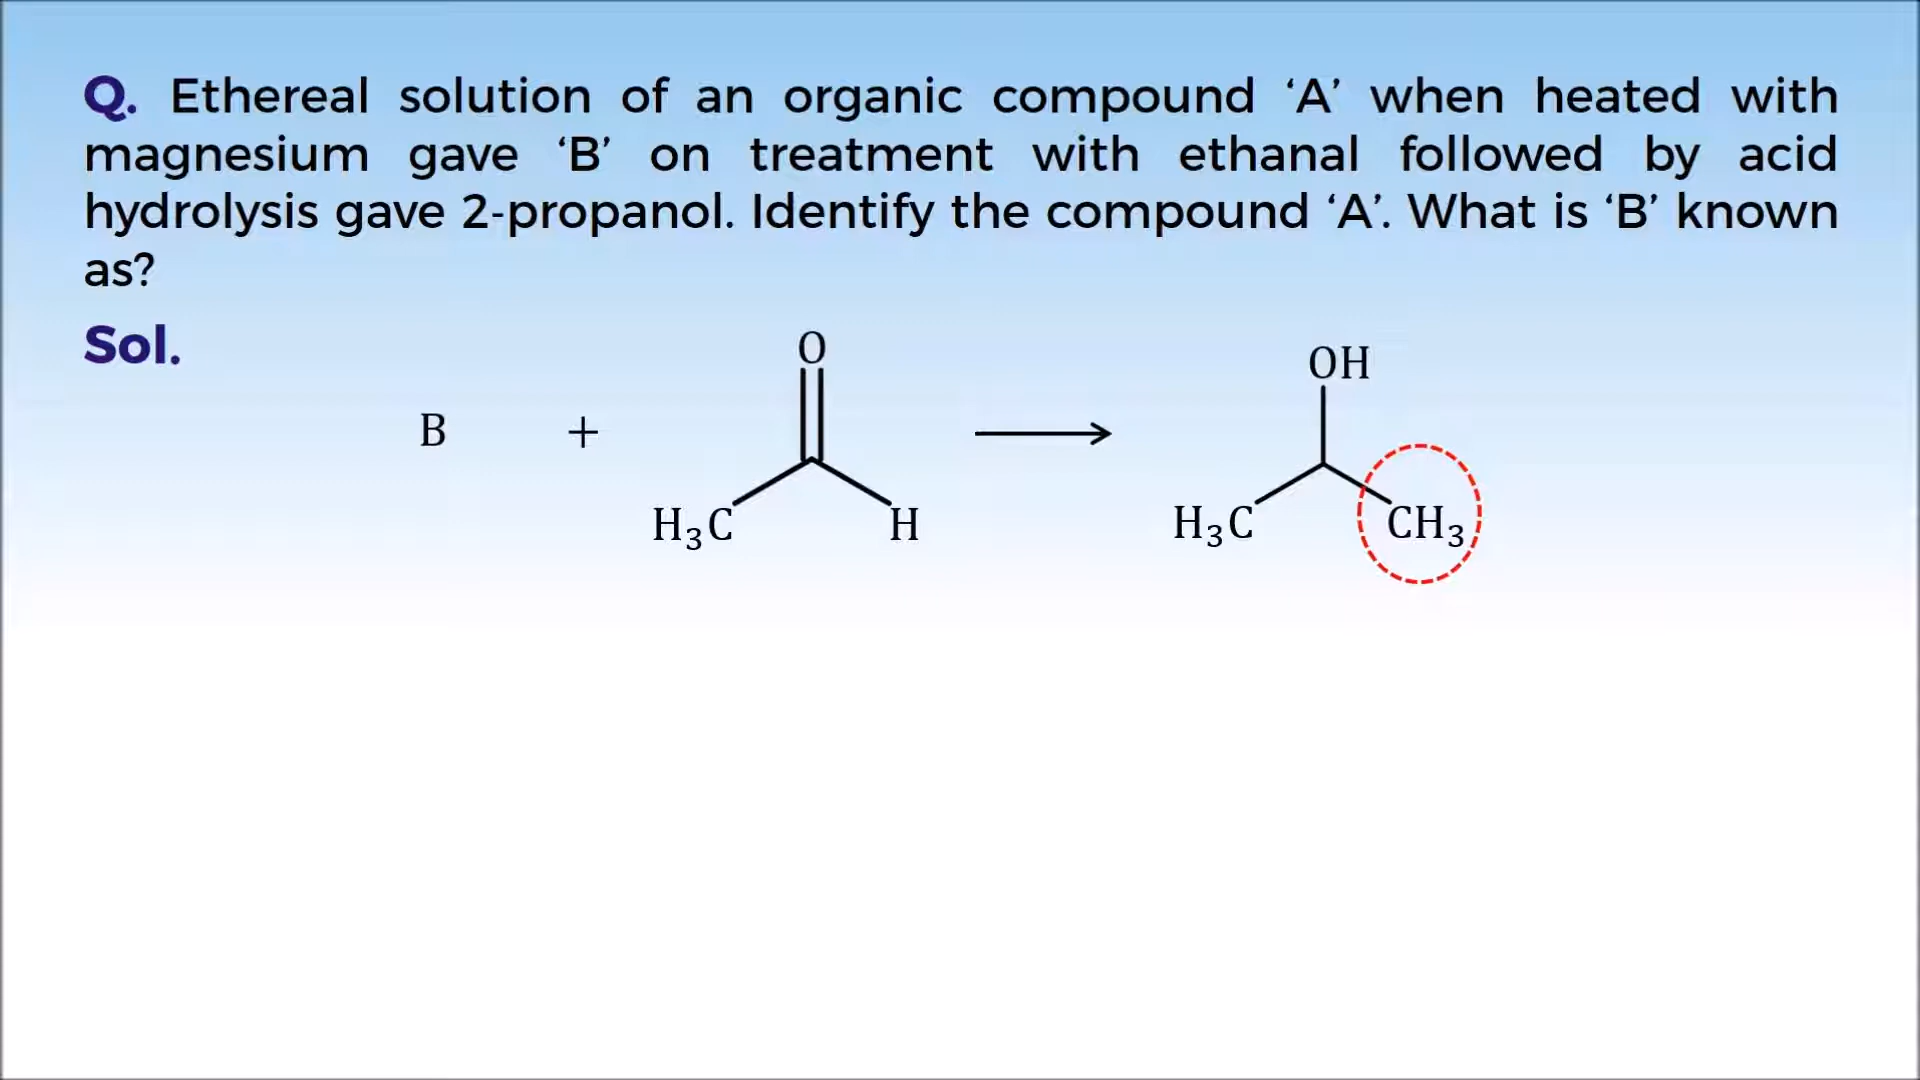 Q. Ethereal solution of an organic compound ‘A’ when heated with
magnesium gave ‘B’ on treatment with ethanal followed by acid
hydrolysis gave 2-propanol. Identify the compound ‘A’. What is ‘B’ known
as?
Sol.
O
OH
B +
H₃C H
H₃C CH₃